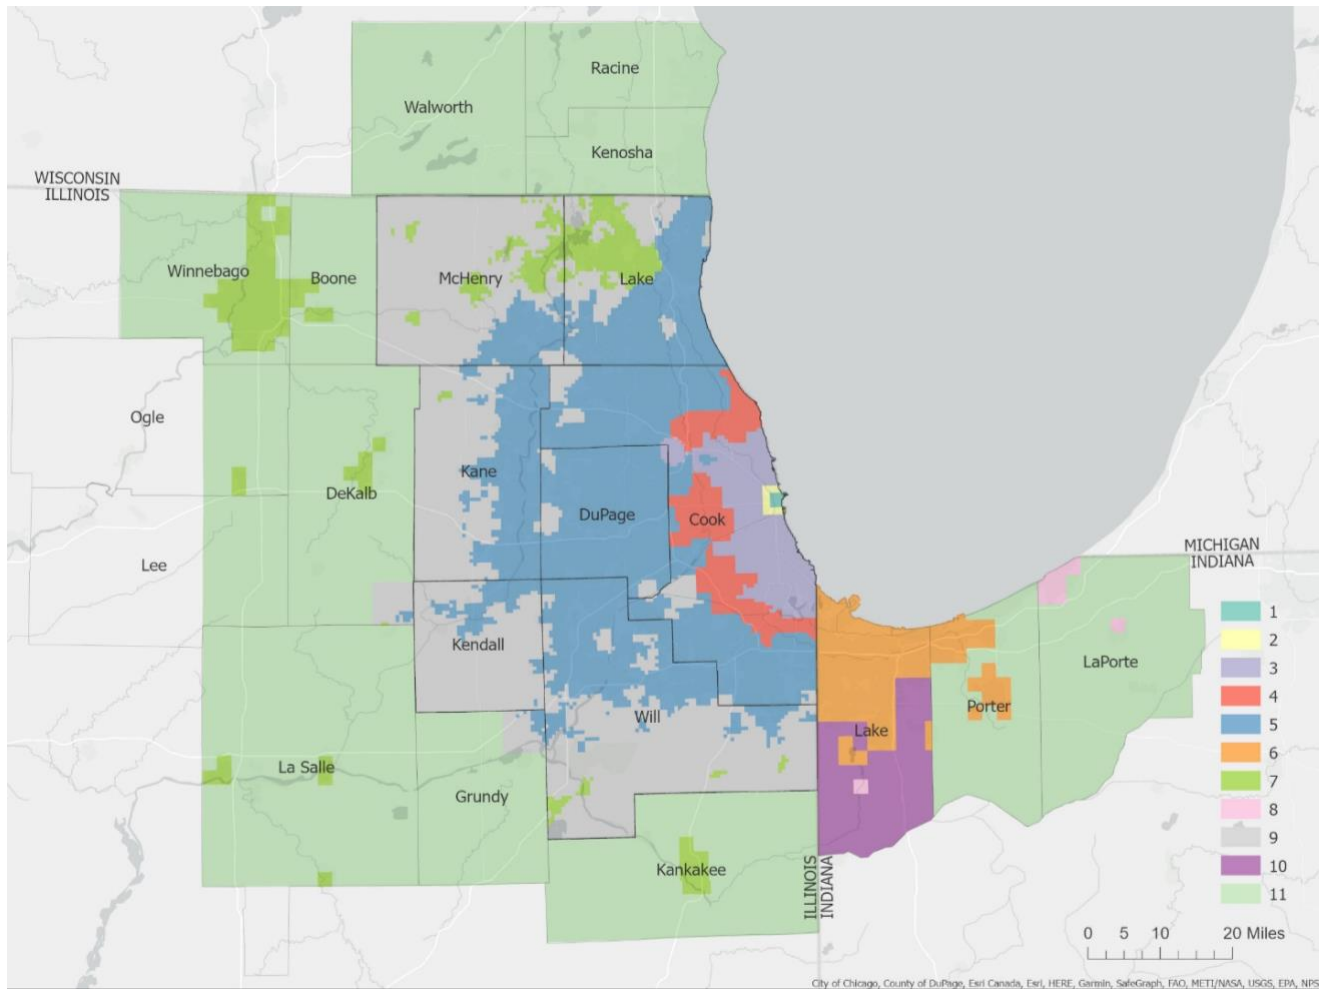 Racine
Walworth
Kenosha
WISCONSIN
ILLINOIS
Winnebago
Boone
McHenry
Lake
Ogle
Kane
DeKalb
DuPage
Cook
Lee
MICHIGAN
INDIANA
Kendall
LaPorte
Porter
Will
Lake
La Salle
Grundy
Kankakee
ILLINOIS
INDIANA
1
2
3
4
5
6
7
8
9
10
11
0 5 10 20 Miles
City of Chicago, County of DuPage, Esri Canada, Esri, HERE, Garmin, SafeGraph, FAO, METI/NASA, USGS, EPA, NPS